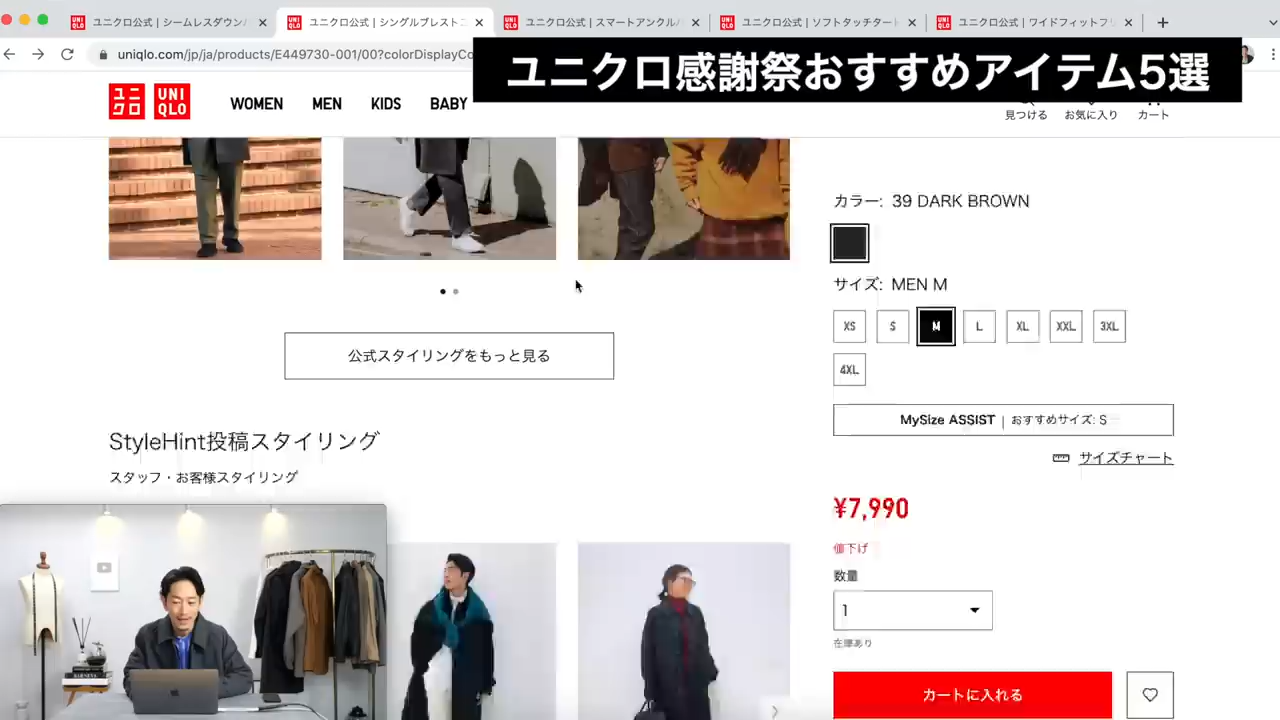 ユニクロ公式 | シームレスダウン
ユニクロ公式 | シングルブレストコ
ユニクロ公式 | スマートアンクルパ
ユニクロ公式 | ソフトタッチタート
ユニクロ公式 | ワイドフィットフリ
uniqlo.com/jp/ja/products/E449730-001/00?colorDisplayCo
ユニクロ感謝祭おすすめアイテム5選
ユニクロ UNIQLO
WOMEN MEN KIDS BABY
見つける お気に入り カート
カラー: 39 DARK BROWN
サイズ: MEN M
XS S M L XL XXL 3XL
4XL
公式スタイリングをもっと見る
MySize ASSIST | おすすめサイズ: S
StyleHint投稿スタイリング
サイズチャート
スタッフ・お客様スタイリング
¥7,990
値下げ
数量
1
在庫あり
カートに入れる